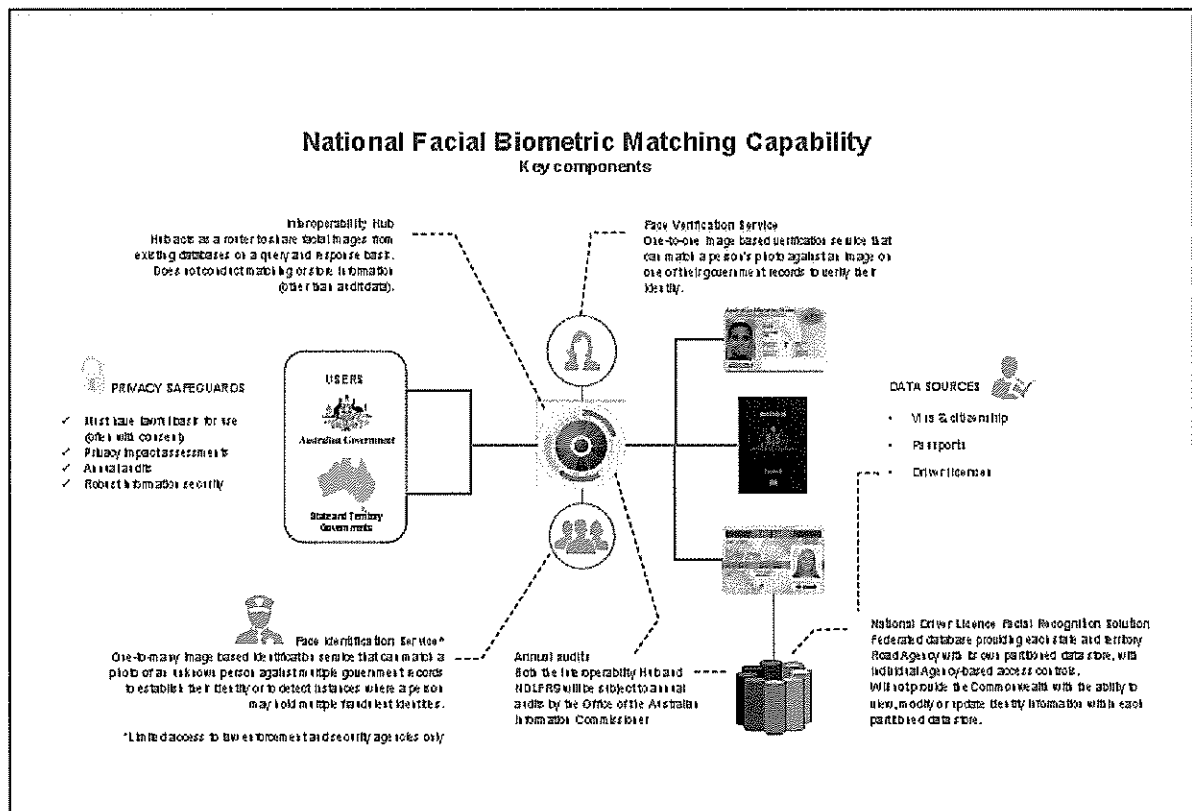 National Facial Biometric Matching Capability
Key components
Interoperability Hub
Hub acts as a router to share facial images from
existing databases on a query and response basis.
Does not conduct matching or store information
(other than audit data).
Face Verification Service
One-to-one image based verification service that
can match a person's photo against an image on
one of their government records to verify their
identity.
PRIVACY SAFEGUARDS
✓ Must have lawful basis for use
(often with consent)
✓ Privacy impact assessments
✓ Annual audits
✓ Robust information security
USERS
Australian Government
State and Territory
Governments
DATA SOURCES
• Visa & citizenship
• Passports
• Driver licences
Face Identification Service*
One-to-many image based identification service that can match a
photo of an unknown person against multiple government records
to establish their identity or to detect instances where a person
may hold multiple fraudulent identities.
*Limited access to law enforcement and security agencies only
Annual audits
Both the Interoperability Hub and
NDLFRS will be subject to annual
audits by the Office of the Australian
Information Commissioner
National Driver Licence Facial Recognition Solution
Federated database providing each state and territory
Road Agency with its own partitioned data store, with
individual Agency-based access controls.
Will not provide the Commonwealth with the ability to
view, modify or update identity information within each
partitioned data store.